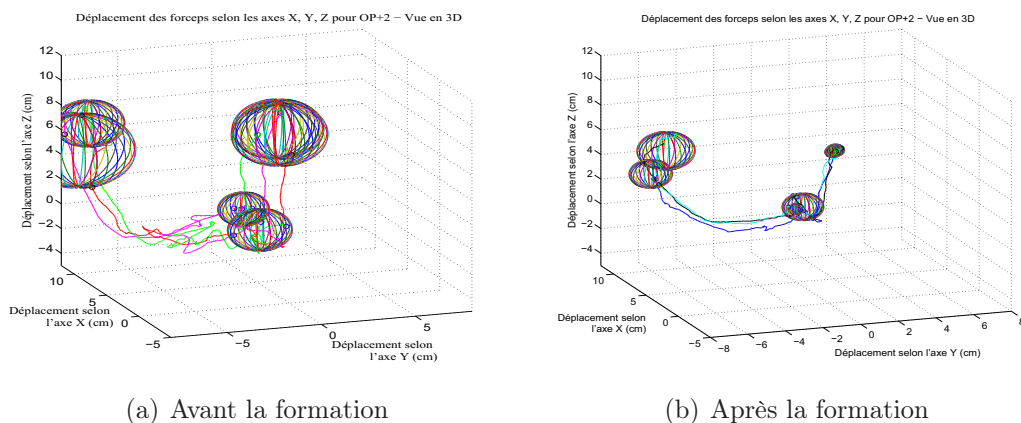 Déplacement des forceps selon les axes X, Y, Z pour OP+2 − Vue en 3D
12
10
8
6
4
2
0
−2
−4
Déplacement selon l'axe Z (cm)
10
5
0
−5
Déplacement selon
l'axe X (cm)
−5
0
5
Déplacement selon
l'axe Y (cm)
(a) Avant la formation
Déplacement des forceps selon les axes X, Y, Z pour OP+2 − Vue en 3D
12
10
8
6
4
2
0
−2
−4
Déplacement selon l'axe Z (cm)
10
5
0
−5
Déplacement selon
l'axe X (cm)
−8
−6
−4
−2
0
2
4
6
8
Déplacement selon l'axe Y (cm)
(b) Après la formation